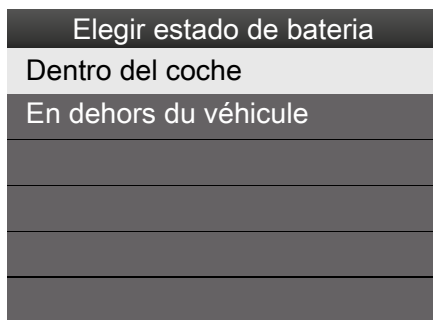 Elegir estado de bateria
Dentro del coche
En dehors du véhicule